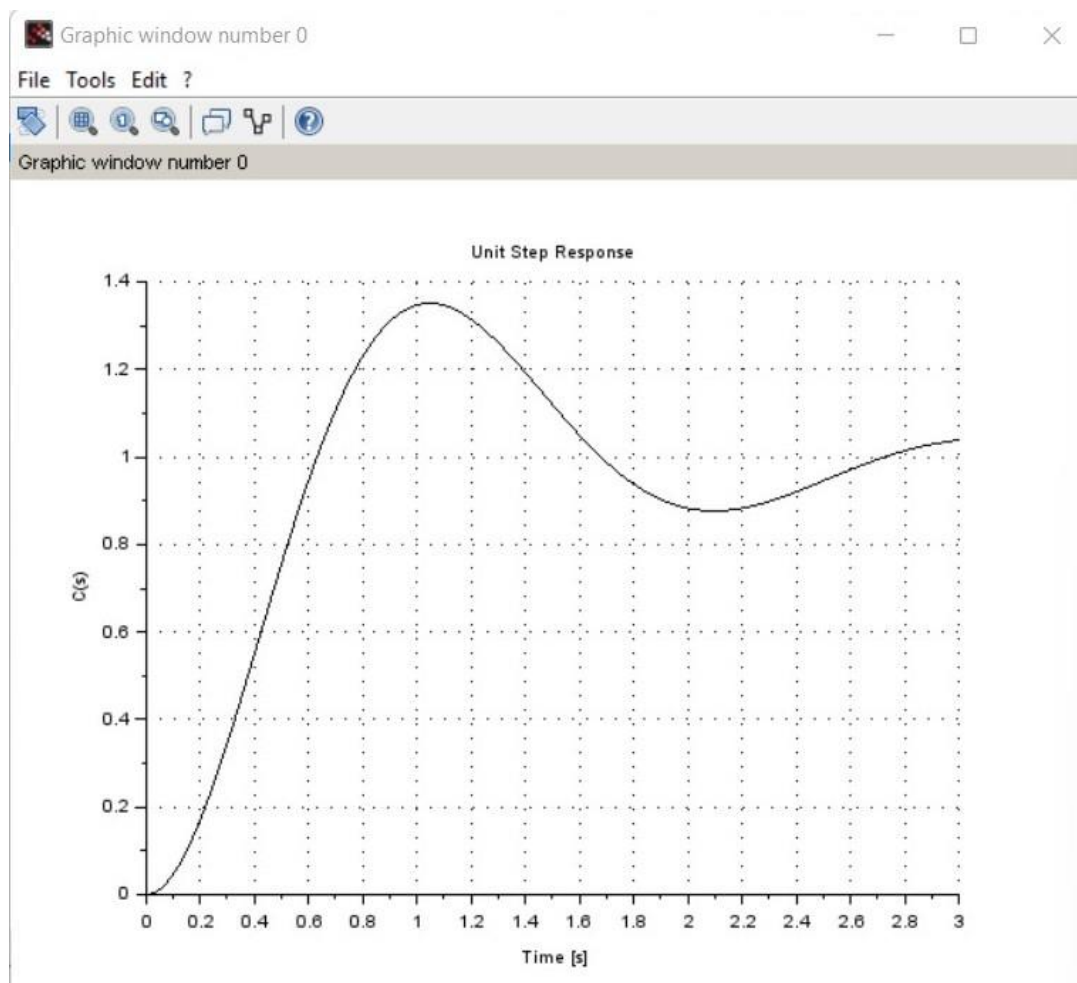 Graphic window number 0
File Tools Edit ?
Graphic window number 0
Unit Step Response
1.4
1.2
1
0.8
0.6
0.4
0.2
0
C(s)
0 0.2 0.4 0.6 0.8 1 1.2 1.4 1.6 1.8 2 2.2 2.4 2.6 2.8 3
Time [s]